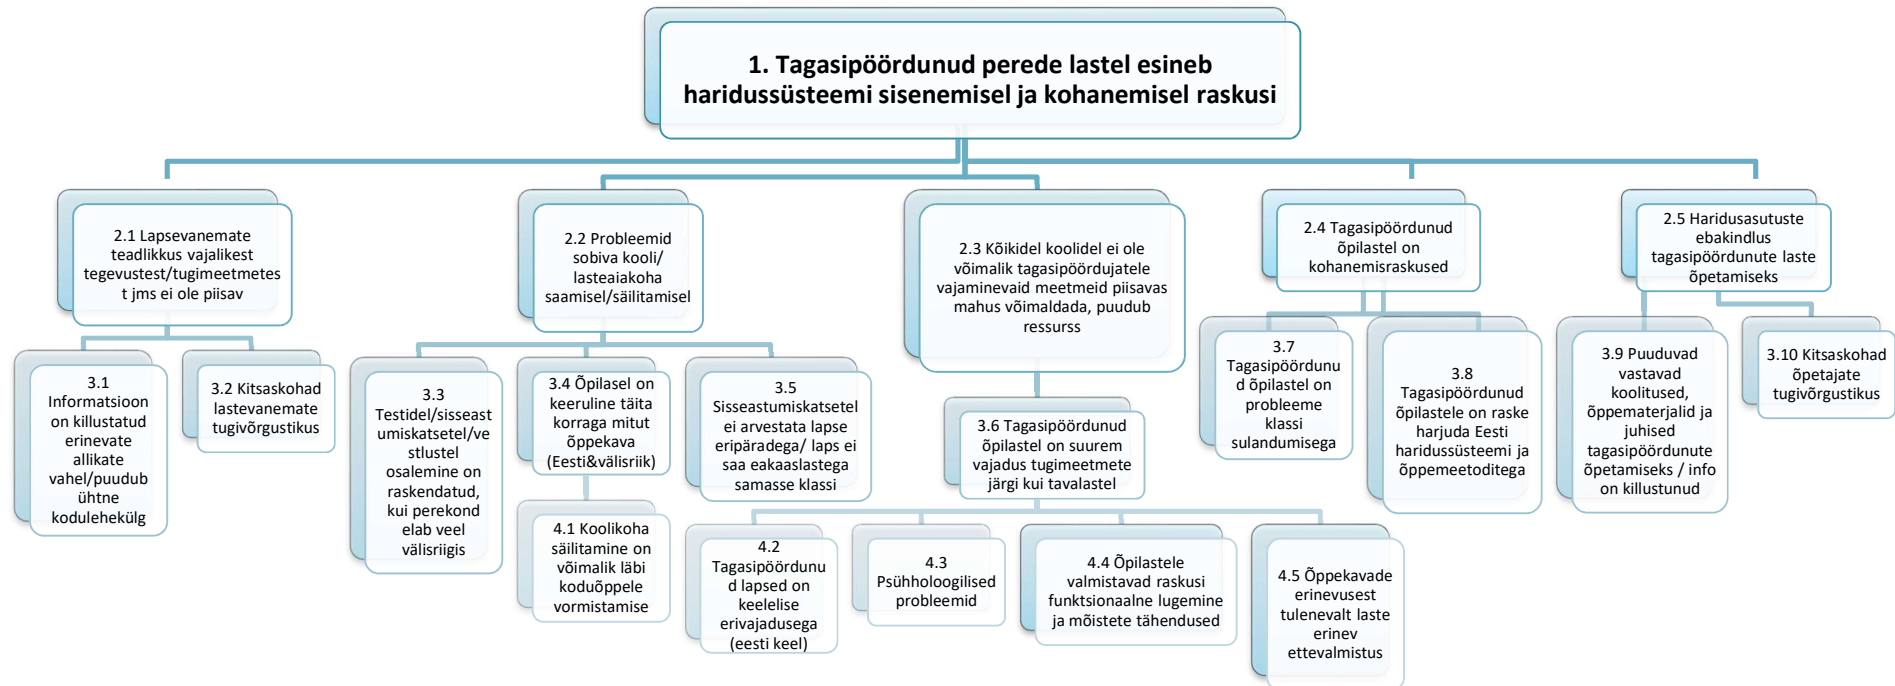 1. Tagasipöördunud perede lastel esineb
haridussüsteemi sisenemisel ja kohanemisel raskusi
2.1 Lapsevanemate
teadlikkus vajalikest
tegevustest/tugimeetmetes
t jms ei ole piisav
2.2 Probleemid
sobiva kooli/
lasteaiakoha
saamisel/säilitamisel
2.3 Kõikidel koolidel ei ole
võimalik tagasipöördujatele
vajaminevaid meetmeid piisavas
mahus võimaldada, puudub
ressurss
2.4 Tagasipöördunud
õpilastel on
kohanemisraskused
2.5 Haridusasutuste
ebakindlus
tagasipöördunute laste
õpetamiseks
3.1
Informatsioon
on killustatud
erinevate
allikate
vahel/puudub
ühtne
kodulehekülg
3.2 Kitsaskohad
lastevanemate
tugivõrgustikus
3.3
Testidel/sisseast
umiskatsetel/ve
stlustel
osalemine on
raskendatud,
kui perekond
elab veel
välisriigis
3.4 Õpilasel on
keeruline täita
korraga mitut
õppekava
(Eesti&välisriik)
3.5
Sisseastumiskatsetel
ei arvestata lapse
eripäradega/ laps ei
saa eakaaslastega
samasse klassi
3.6 Tagasipöördunud
õpilastel on suurem
vajadus tugimeetmete
järgi kui tavalastel
3.7
Tagasipöördunu
d õpilastel on
probleeme
klassi
sulandumisega
3.8
Tagasipöördunud
õpilastele on raske
harjuda Eesti
haridussüsteemi ja
õppemeetoditega
3.9 Puuduvad
vastavad
koolitused,
õppematerjalid ja
juhised
tagasipöördunute
õpetamiseks / info
on killustunud
3.10 Kitsaskohad
õpetajate
tugivõrgustikus
4.1 Koolikoha
säilitamine on
võimalik läbi
koduõppele
vormistamise
4.2
Tagasipöördunu
d lapsed on
keelelise
erivajadusega
(eesti keel)
4.3
Psühholoogilised
probleemid
4.4 Õpilastele
valmistavad raskusi
funktsionaalne lugemine
ja mõistete tähendused
4.5 Õppekavade
erinevusest
tulenevalt laste
erinev
ettevalmistus